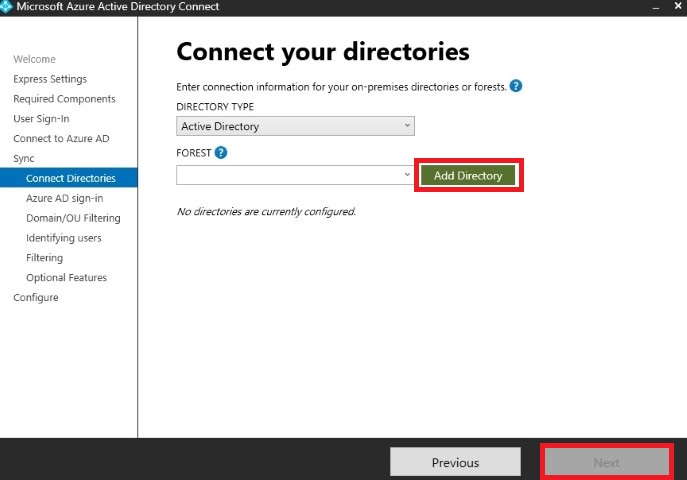 Microsoft Azure Active Directory Connect
Welcome
Express Settings
Required Components
User Sign-In
Connect to Azure AD
Sync
Connect Directories
Azure AD sign-in
Domain/OU Filtering
Identifying users
Filtering
Optional Features
Configure
Connect your directories
Enter connection information for your on-premises directories or forests. ?
DIRECTORY TYPE
Active Directory
FOREST ?
Add Directory
No directories are currently configured.
Previous
Next